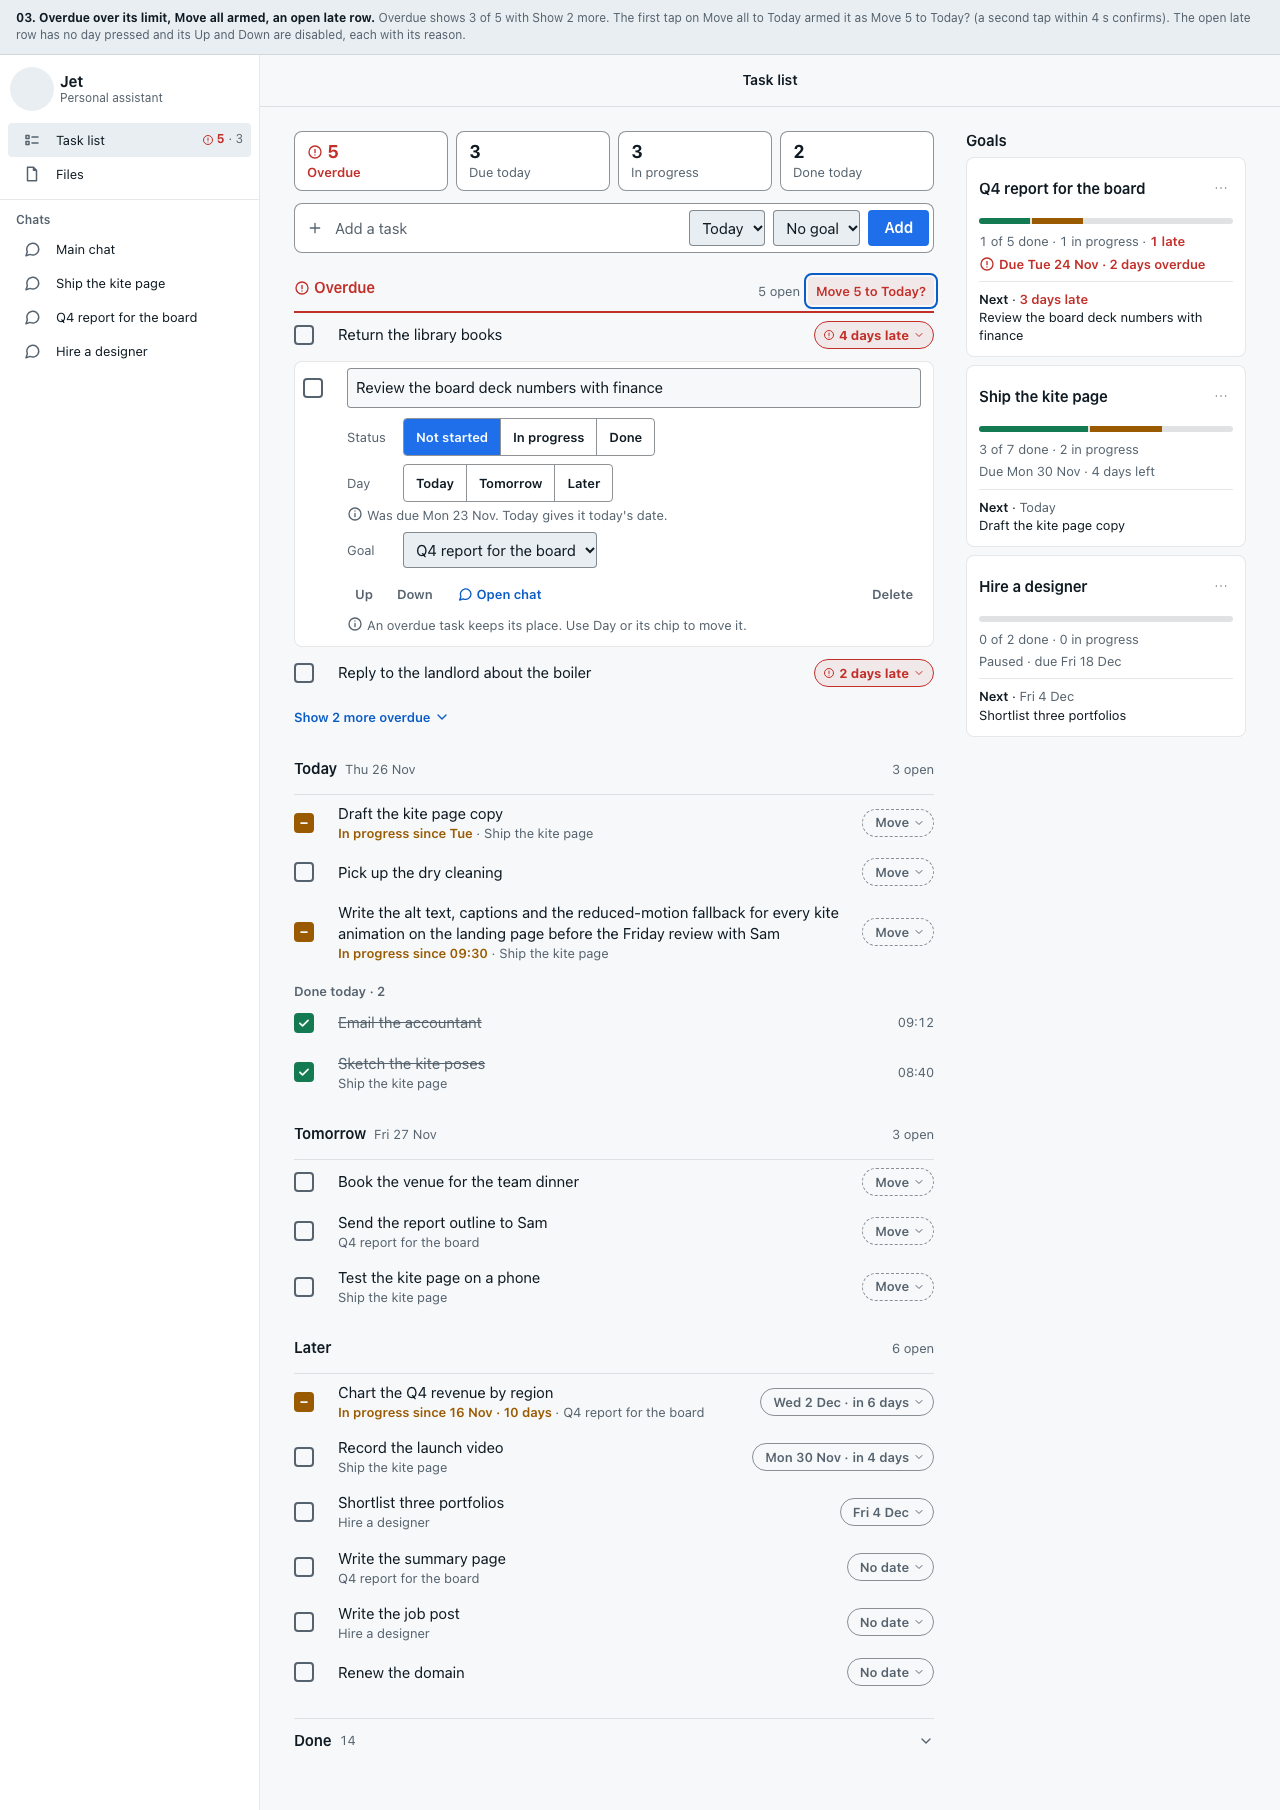 03. Overdue over its limit, Move all armed, an open late row. Overdue shows 3 of 5 with Show 2 more. The first tap on Move all to Today armed it as Move 5 to Today? (a second tap within 4 s confirms). The open late
row has no day pressed and its Up and Down are disabled, each with its reason.
Jet
Personal assistant
Task list 5 · 3
Files
Chats
Main chat
Ship the kite page
Q4 report for the board
Hire a designer
Task list
5
Overdue
3
Due today
3
In progress
2
Done today
Add a task Today No goal Add
Overdue 5 open Move 5 to Today?
Return the library books 4 days late
Review the board deck numbers with finance
Status Not started In progress Done
Day Today Tomorrow Later
Was due Mon 23 Nov. Today gives it today's date.
Goal Q4 report for the board
Up Down Open chat Delete
An overdue task keeps its place. Use Day or its chip to move it.
Reply to the landlord about the boiler 2 days late
Show 2 more overdue
Today Thu 26 Nov 3 open
Draft the kite page copy Move
In progress since Tue · Ship the kite page
Pick up the dry cleaning Move
Write the alt text, captions and the reduced-motion fallback for every kite
animation on the landing page before the Friday review with Sam Move
In progress since 09:30 · Ship the kite page
Done today · 2
Email the accountant 09:12
Sketch the kite poses 08:40
Ship the kite page
Tomorrow Fri 27 Nov 3 open
Book the venue for the team dinner Move
Send the report outline to Sam Move
Q4 report for the board
Test the kite page on a phone Move
Ship the kite page
Later 6 open
Chart the Q4 revenue by region Wed 2 Dec · in 6 days
In progress since 16 Nov · 10 days · Q4 report for the board
Record the launch video Mon 30 Nov · in 4 days
Ship the kite page
Shortlist three portfolios Fri 4 Dec
Hire a designer
Write the summary page No date
Q4 report for the board
Write the job post No date
Hire a designer
Renew the domain No date
Done 14
Goals
Q4 report for the board ···
1 of 5 done · 1 in progress · 1 late
Due Tue 24 Nov · 2 days overdue
Next · 3 days late
Review the board deck numbers with
finance
Ship the kite page ···
3 of 7 done · 2 in progress
Due Mon 30 Nov · 4 days left
Next · Today
Draft the kite page copy
Hire a designer ···
0 of 2 done · 0 in progress
Paused · due Fri 18 Dec
Next · Fri 4 Dec
Shortlist three portfolios